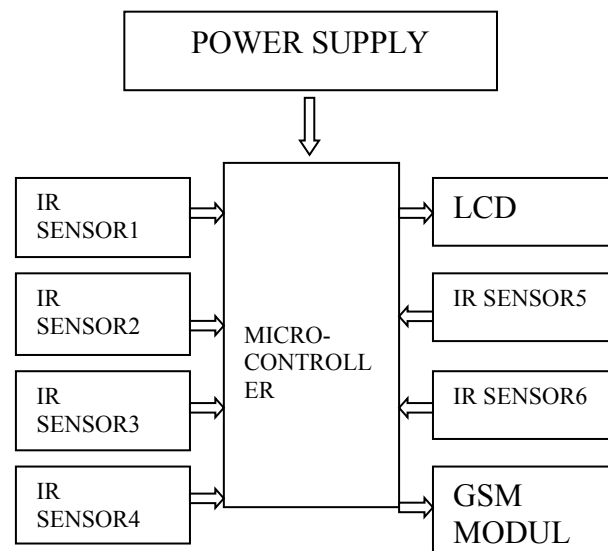 POWER SUPPLY
IR
SENSOR1
IR
SENSOR2
IR
SENSOR3
IR
SENSOR4
MICRO-
CONTROLL
ER
LCD
IR SENSOR5
IR SENSOR6
GSM
MODUL